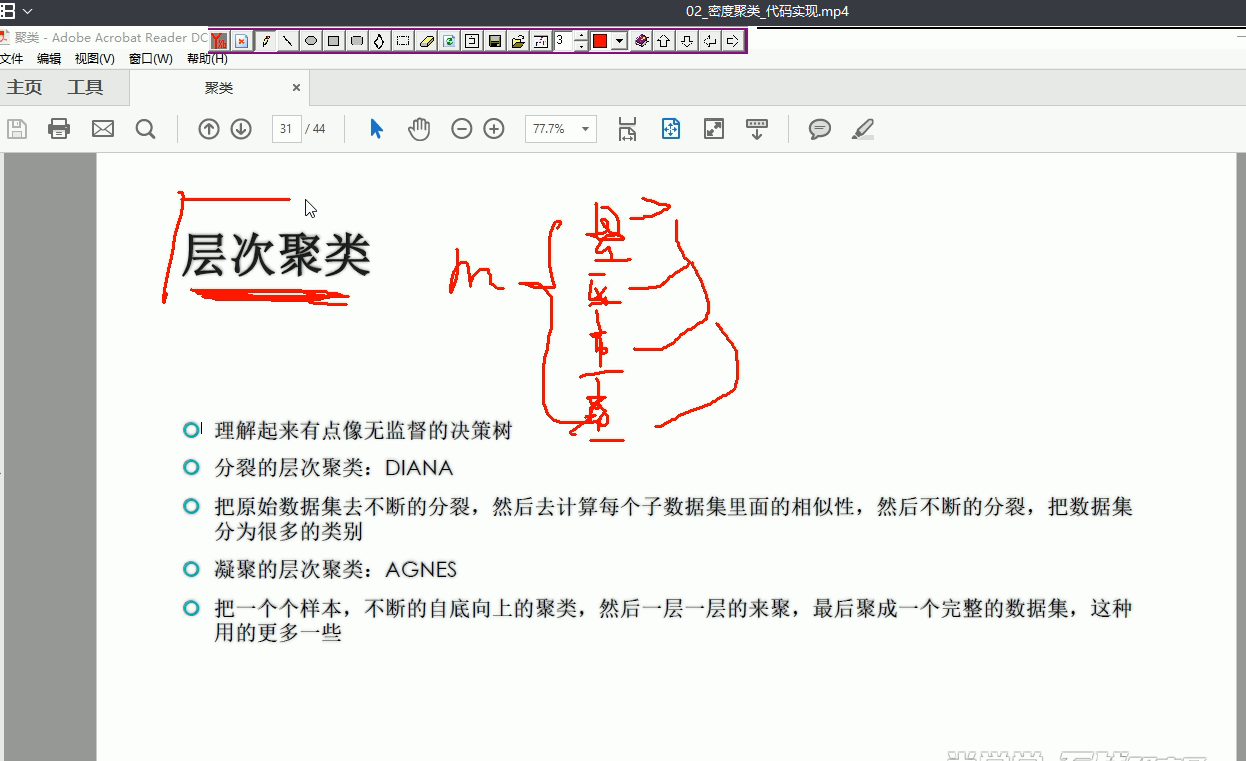 02_密度聚类_代码实现.mp4
聚类 - Adobe Acrobat Reader DC
文件 编辑 视图(V) 窗口(W) 帮助(H)
3
主页 工具 聚类 ×
31 / 44 77.7%
层次聚类
m
理解起来有点像无监督的决策树
分裂的层次聚类：DIANA
把原始数据集去不断的分裂，然后去计算每个子数据集里面的相似性，然后不断的分裂，把数据集
分为很多的类别
凝聚的层次聚类：AGNES
把一个个样本，不断的自底向上的聚类，然后一层一层的来聚，最后聚成一个完整的数据集，这种
用的更多一些